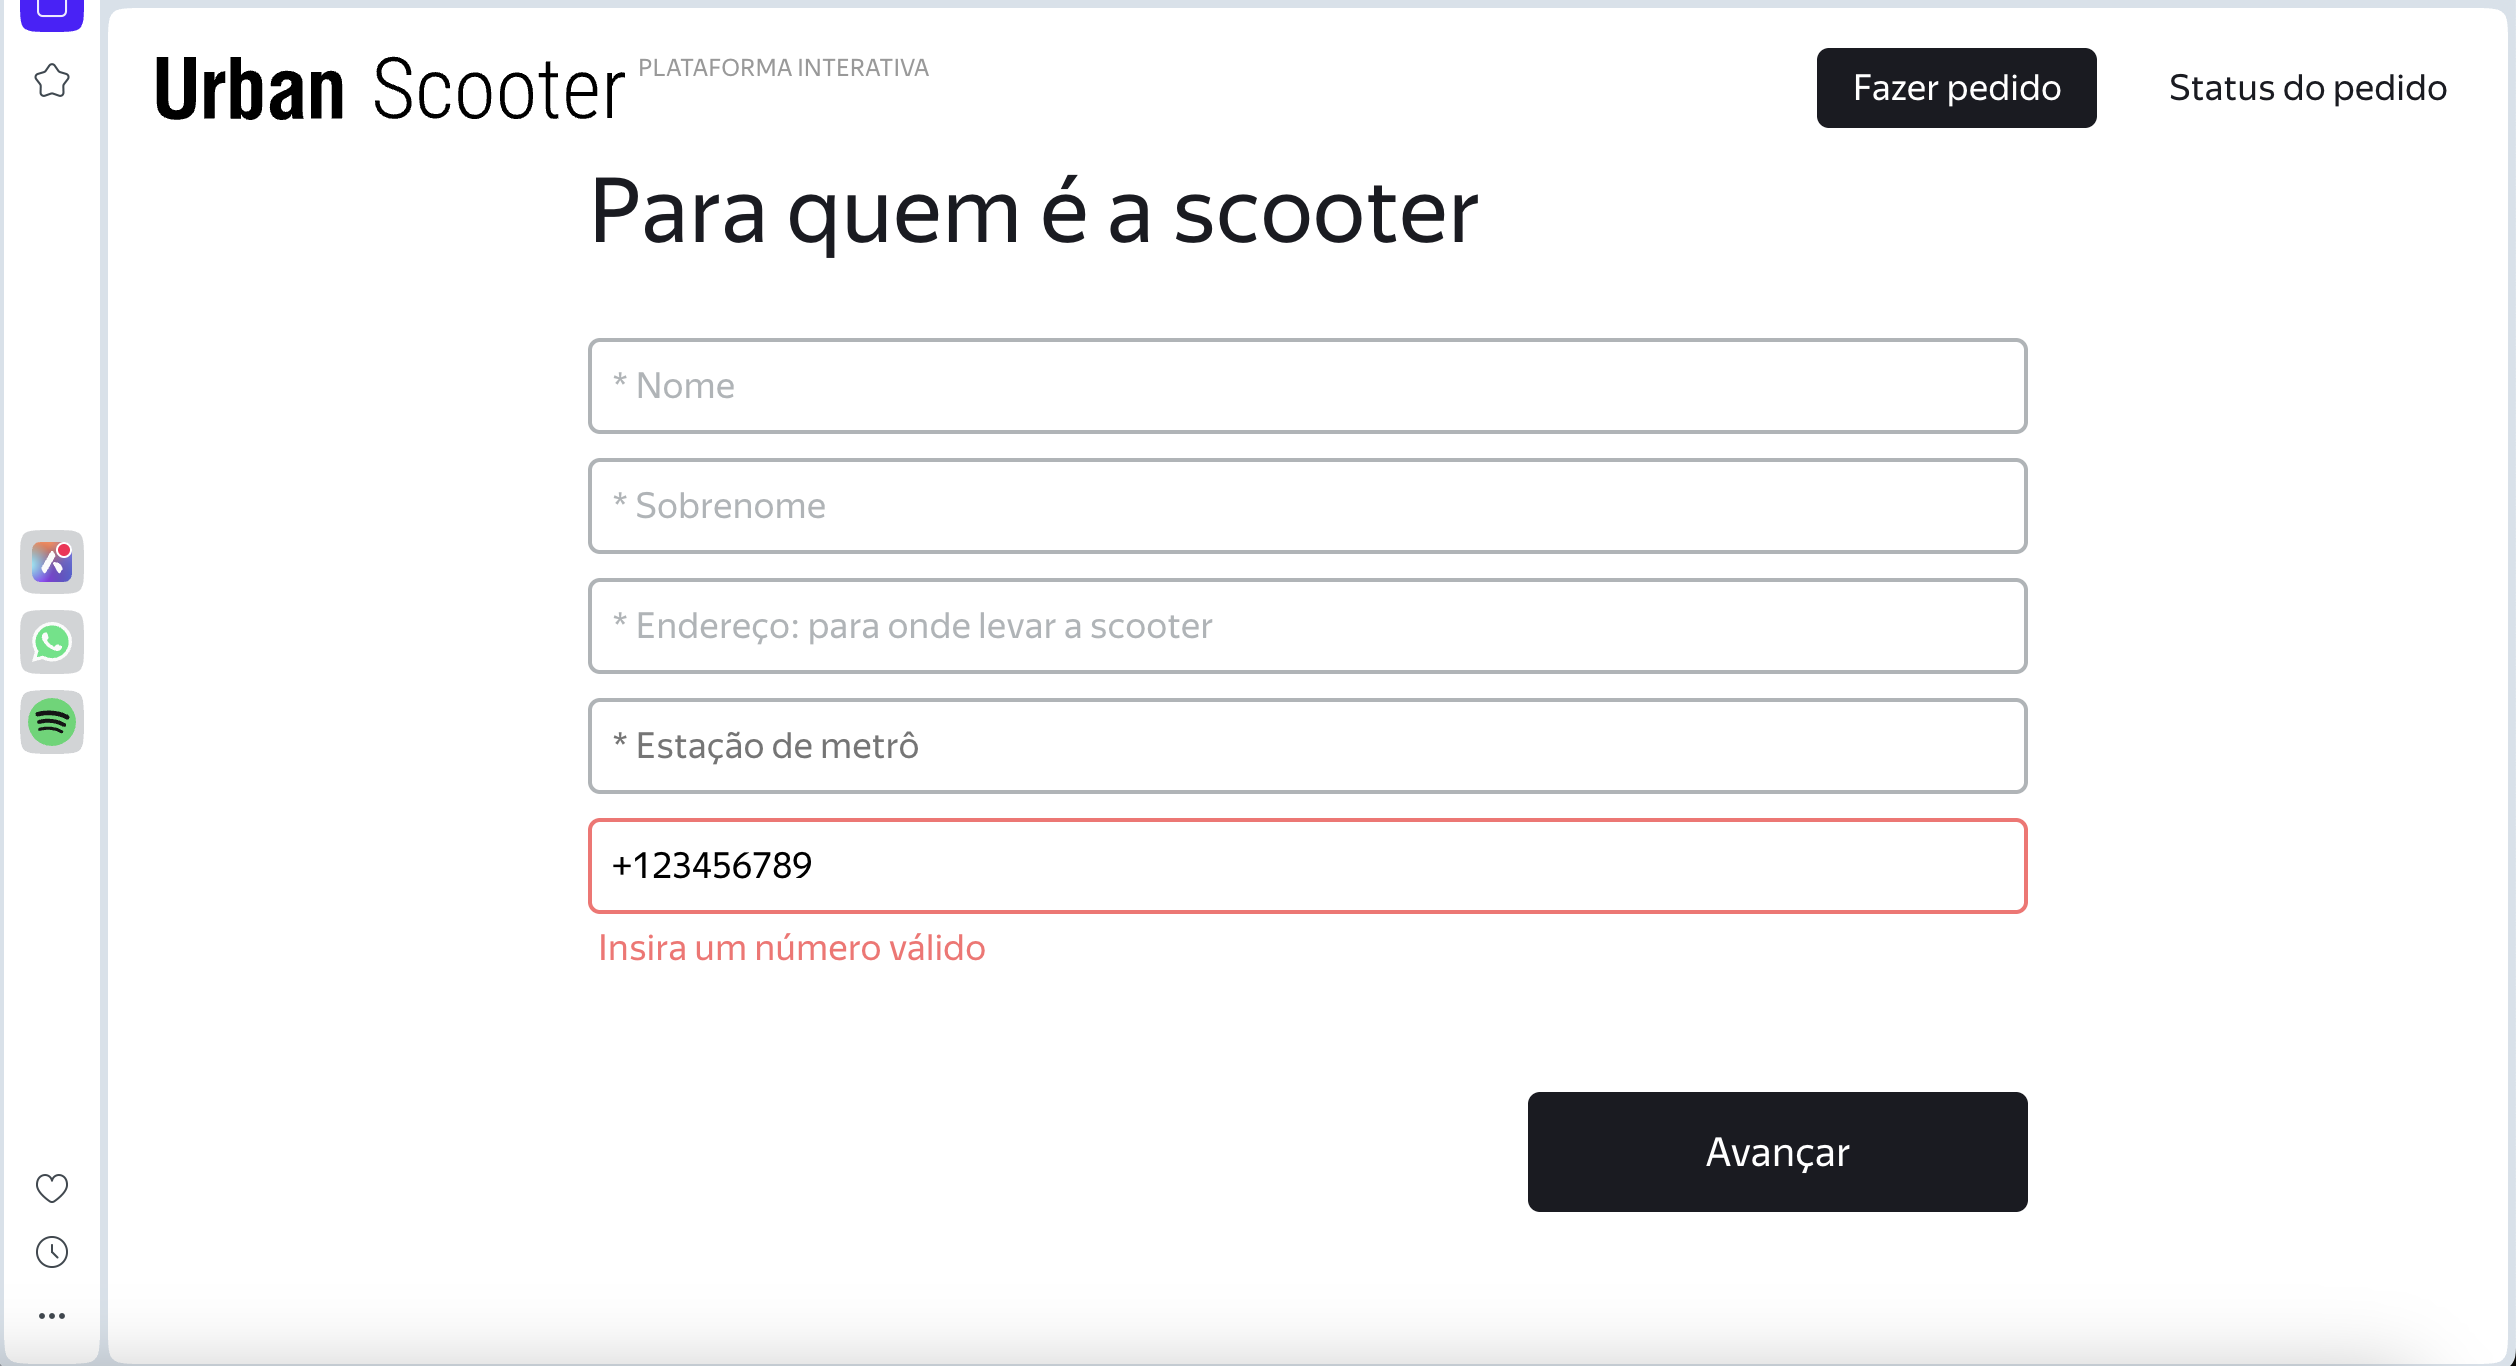 Urban Scooter PLATAFORMA INTERATIVA
Fazer pedido
Status do pedido
Para quem é a scooter
* Nome
* Sobrenome
* Endereço: para onde levar a scooter
* Estação de metrô
+123456789
Insira um número válido
Avançar